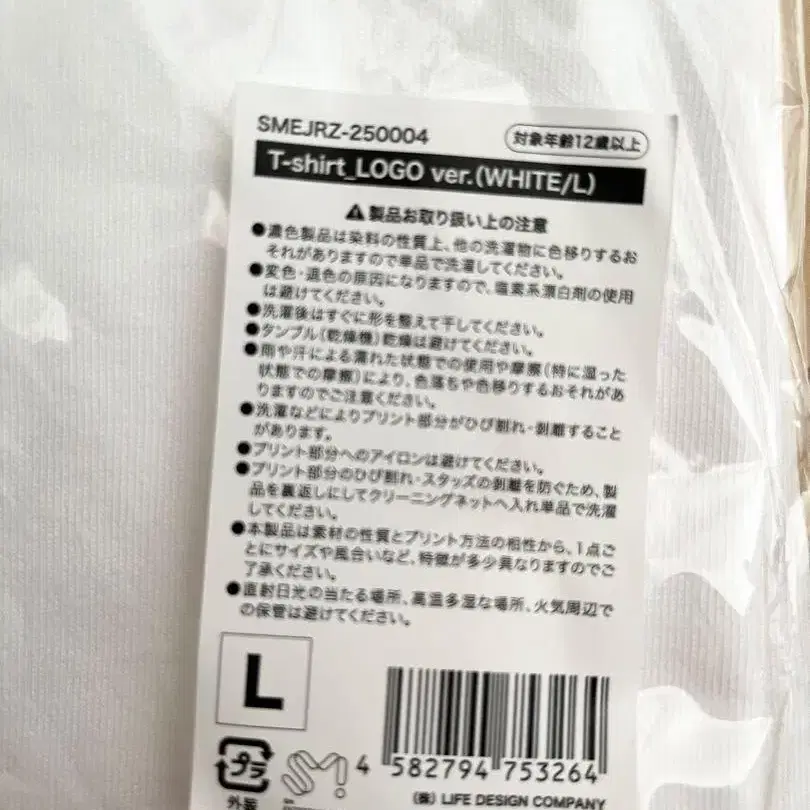 SMEJRZ-250004
対象年齢12歳以上
T-shirt_LOGO ver.(WHITE/L)
⚠製品お取り扱い上の注意
●濃色製品は染料の性質上、他の洗濯物に色移りするお
それがありますので単品で洗濯してください。
●変色・退色の原因になりますので、塩素系漂白剤の使用
は避けてください。
●洗濯後はすぐに形を整えて干してください。
●タンブル(乾燥機)乾燥は避けてください。
●雨や汗による濡れた状態での使用や摩擦(特に湿った
状態での摩擦)により、色落ちや色移りするおそれがあ
りますのでご注意ください。
●洗濯などによりプリント部分がひび割れ・剥離すること
があります。
●プリント部分へのアイロンは避けてください。
●プリント部分のひび割れ・スタッズの剥離を防ぐため、製
品を裏返しにしてクリーニングネットへ入れ単品で洗濯
してください。
●本製品は素材の性質とプリント方法の相性から、1点ご
とにサイズや風合いなど、特徴が多少異なりますのでご
了承ください。
●直射日光の当たる場所、高温多湿な場所、火気周辺で
の保管は避けてください。
L
プラ
外装
SM!
4 582794 753264
(株) LIFE DESIGN COMPANY